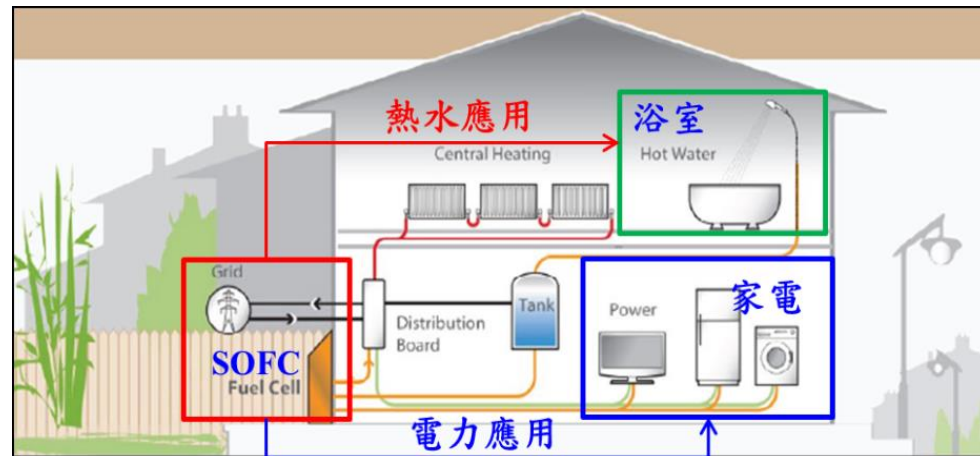 熱水應用
浴室
Central Heating
Hot Water
Grid
SOFC
Fuel Cell
Distribution
Board
Tank
Power
家電
電力應用